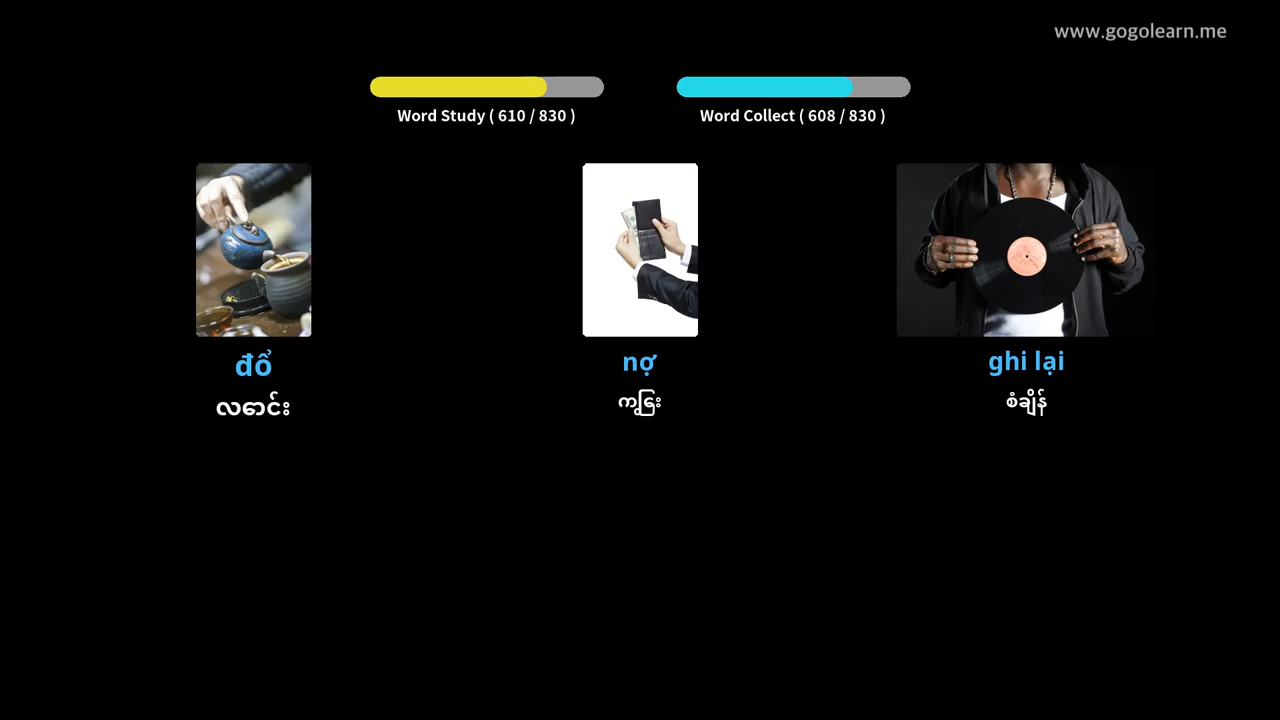 www.gogolearn.me
Word Study ( 610 / 830 )
Word Collect ( 608 / 830 )
đổ
nợ
ghi lại
လောင်း
ကြွေး
စံချိန်